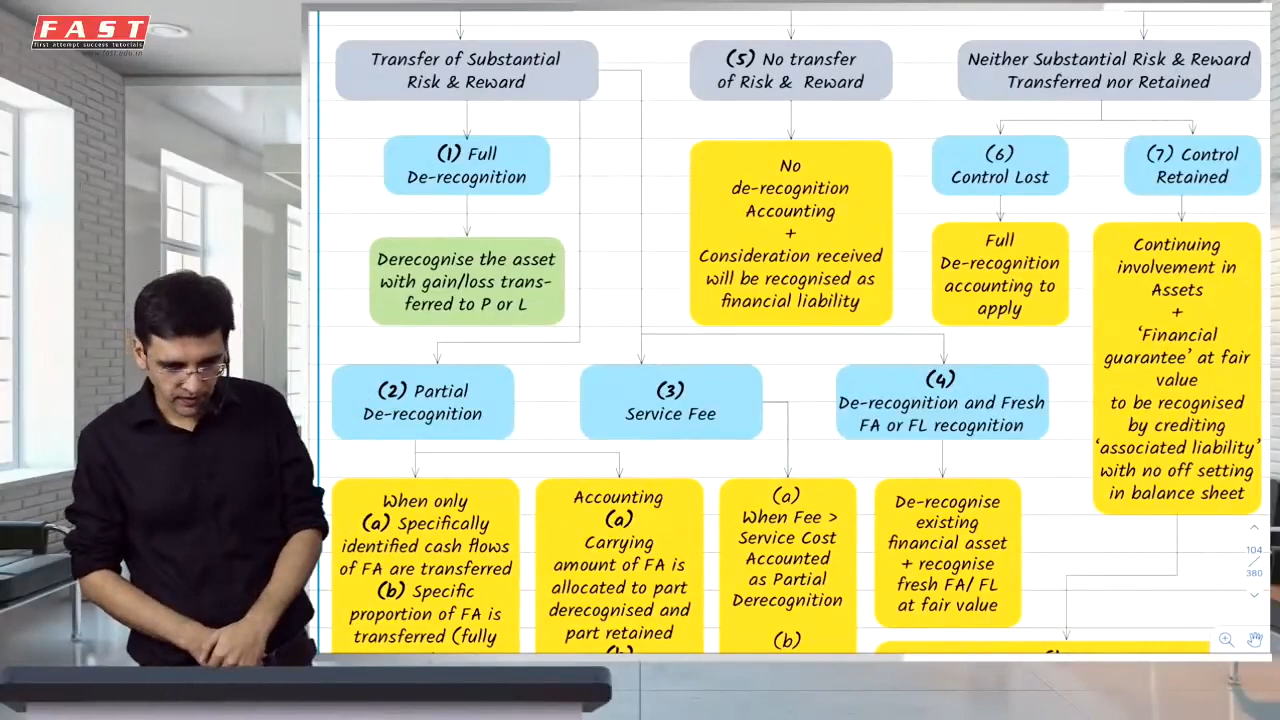 FAST
first attempt success tutorials
www.fast.edu.in
Transfer of Substantial
Risk & Reward
(5) No transfer
of Risk & Reward
Neither Substantial Risk & Reward
Transferred nor Retained
(1) Full
De-recognition
(6)
Control Lost
(7) Control
Retained
Derecognise the asset
with gain/loss trans-
ferred to P or L
No
de-recognition
Accounting
+
Consideration received
will be recognised as
financial liability
Full
De-recognition
accounting to
apply
Continuing
involvement in
Assets
+
‘Financial
guarantee’ at fair
value
to be recognised
by crediting
‘associated liability’
with no off setting
in balance sheet
(2) Partial
De-recognition
(3)
Service Fee
(4)
De-recognition and Fresh
FA or FL recognition
When only
(a) Specifically
identified cash flows
of FA are transferred
(b) Specific
proportion of FA is
transferred (fully
Accounting
(a)
Carrying
amount of FA is
allocated to part
derecognised and
part retained
(b)
(a)
When Fee >
Service Cost
Accounted
as Partial
Derecognition
(b)
De-recognise
existing
financial asset
+ recognise
fresh FA/ FL
at fair value
104
380